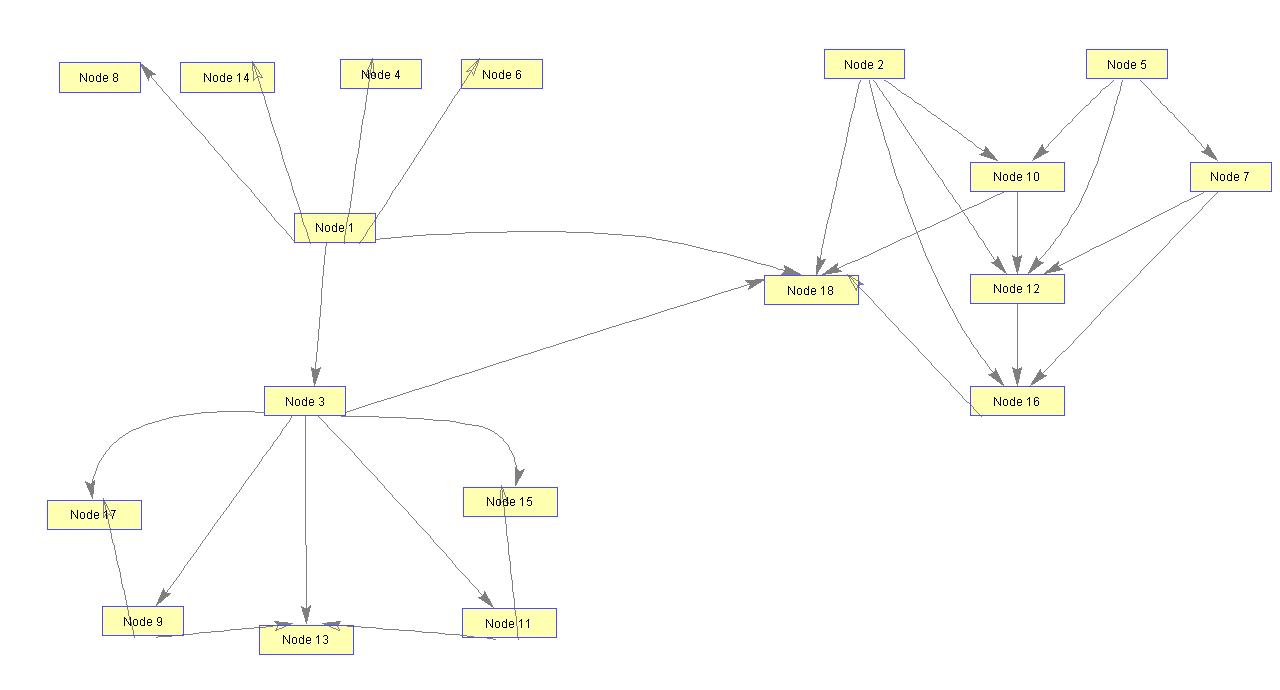 Node 8
Node 14
Node 4
Node 6
Node 2
Node 5
Node 10
Node 7
Node 1
Node 18
Node 12
Node 3
Node 16
Node 17
Node 15
Node 9
Node 13
Node 11